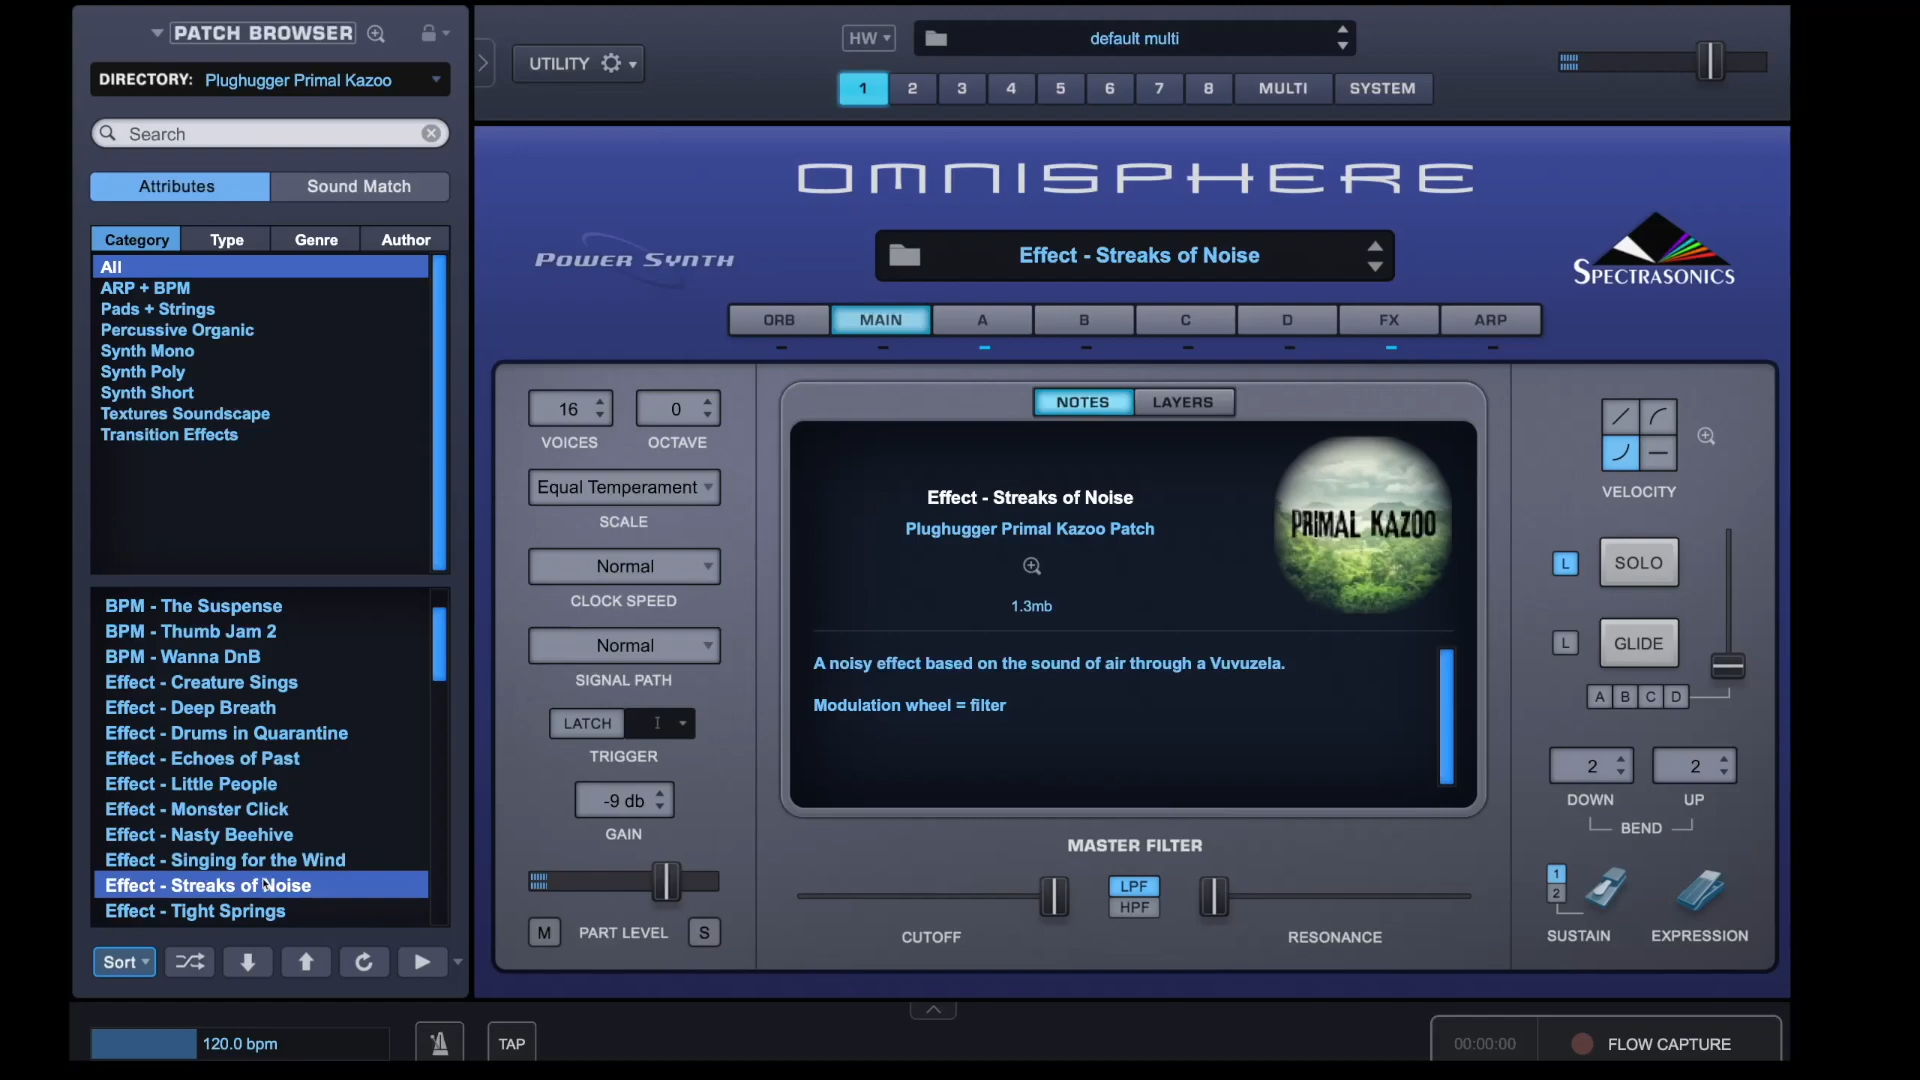 PATCH BROWSER
DIRECTORY: Plughugger Primal Kazoo
Search
Attributes
Sound Match
Category
Type
Genre
Author
All
ARP + BPM
Pads + Strings
Percussive Organic
Synth Mono
Synth Poly
Synth Short
Textures Soundscape
Transition Effects
BPM - The Suspense
BPM - Thumb Jam 2
BPM - Wanna DnB
Effect - Creature Sings
Effect - Deep Breath
Effect - Drums in Quarantine
Effect - Echoes of Past
Effect - Little People
Effect - Monster Click
Effect - Nasty Beehive
Effect - Singing for the Wind
Effect - Streaks of Noise
Effect - Tight Springs
Sort
120.0 bpm
TAP
UTILITY
HW
default multi
1 2 3 4 5 6 7 8 MULTI SYSTEM
OMNISPHERE
POWER SYNTH
Effect - Streaks of Noise
SPECTRASONICS
ORB MAIN A B C D FX ARP
16
0
VOICES
OCTAVE
Equal Temperament
SCALE
Normal
CLOCK SPEED
Normal
SIGNAL PATH
LATCH
TRIGGER
-9 db
GAIN
M
PART LEVEL
S
NOTES
LAYERS
Effect - Streaks of Noise
Plughugger Primal Kazoo Patch
1.3mb
PRIMAL KAZOO
A noisy effect based on the sound of air through a Vuvuzela.
Modulation wheel = filter
MASTER FILTER
LPF
HPF
CUTOFF
RESONANCE
VELOCITY
L
SOLO
L
GLIDE
A B C D
2
2
DOWN
UP
BEND
1
2
SUSTAIN
EXPRESSION
00:00:00
FLOW CAPTURE